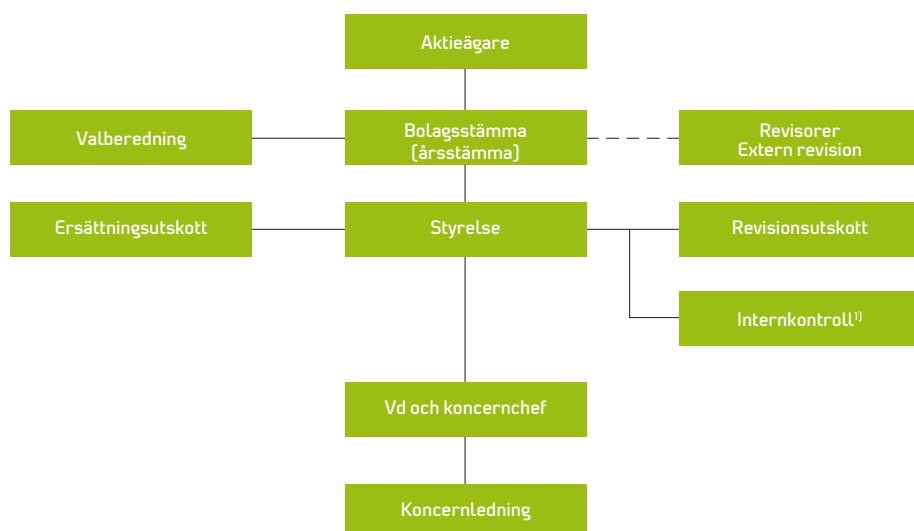 Aktieägare
Valberedning
Bolagsstämma
(årsstämma)
Revisorer
Extern revision
Ersättningsutskott
Styrelse
Revisionsutskott
Internkontroll¹⁾
Vd och koncernchef
Koncernledning